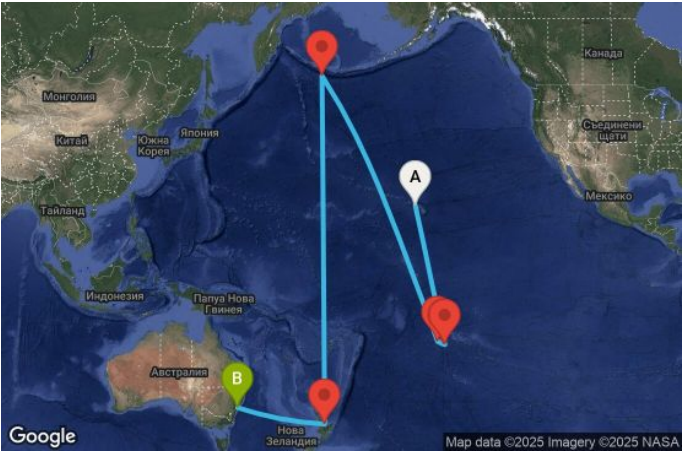 Канада
Монголия
Съединени
щати
Япония
Китай
Южна
Корея
A
Мексико
Тайланд
Индонезия
Папуа Нова
Гвинея
Австралия
B
Нова
Зеландия
Google
Map data ©2025 Imagery ©2025 NASA